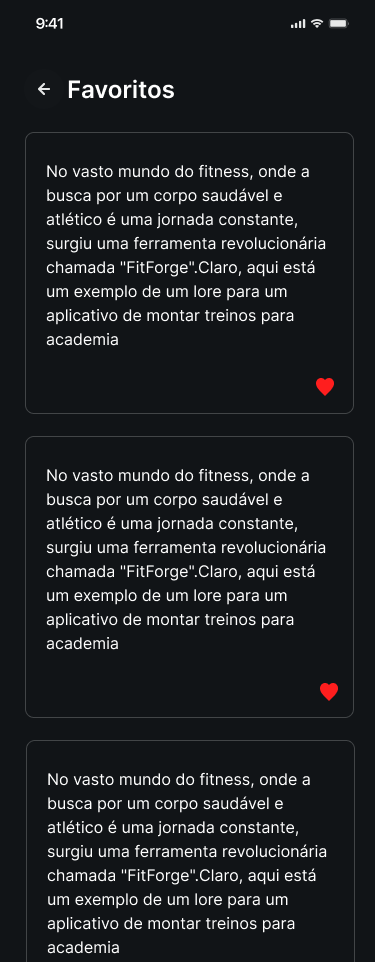 9:41
Favoritos
No vasto mundo do fitness, onde a
busca por um corpo saudável e
atlético é uma jornada constante,
surgiu uma ferramenta revolucionária
chamada "FitForge".Claro, aqui está
um exemplo de um lore para um
aplicativo de montar treinos para
academia
No vasto mundo do fitness, onde a
busca por um corpo saudável e
atlético é uma jornada constante,
surgiu uma ferramenta revolucionária
chamada "FitForge".Claro, aqui está
um exemplo de um lore para um
aplicativo de montar treinos para
academia
No vasto mundo do fitness, onde a
busca por um corpo saudável e
atlético é uma jornada constante,
surgiu uma ferramenta revolucionária
chamada "FitForge".Claro, aqui está
um exemplo de um lore para um
aplicativo de montar treinos para
academia